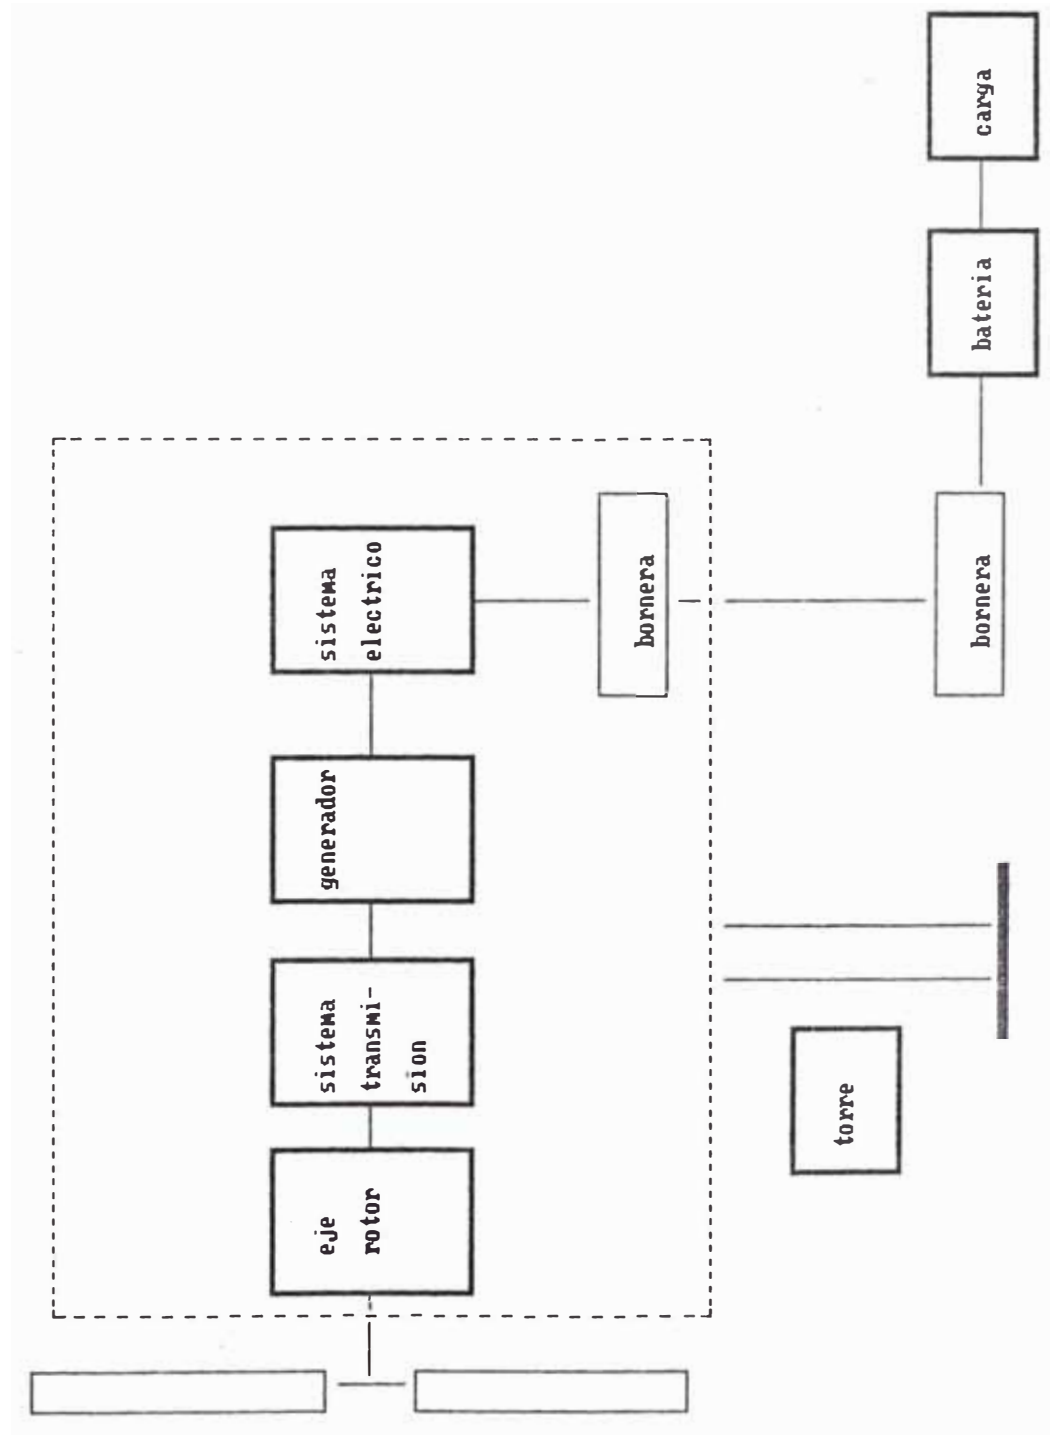 eje
rotor
sistema
transmi-
sion
generador
sistema
electrico
bornera
torre
bornera
bateria
carga